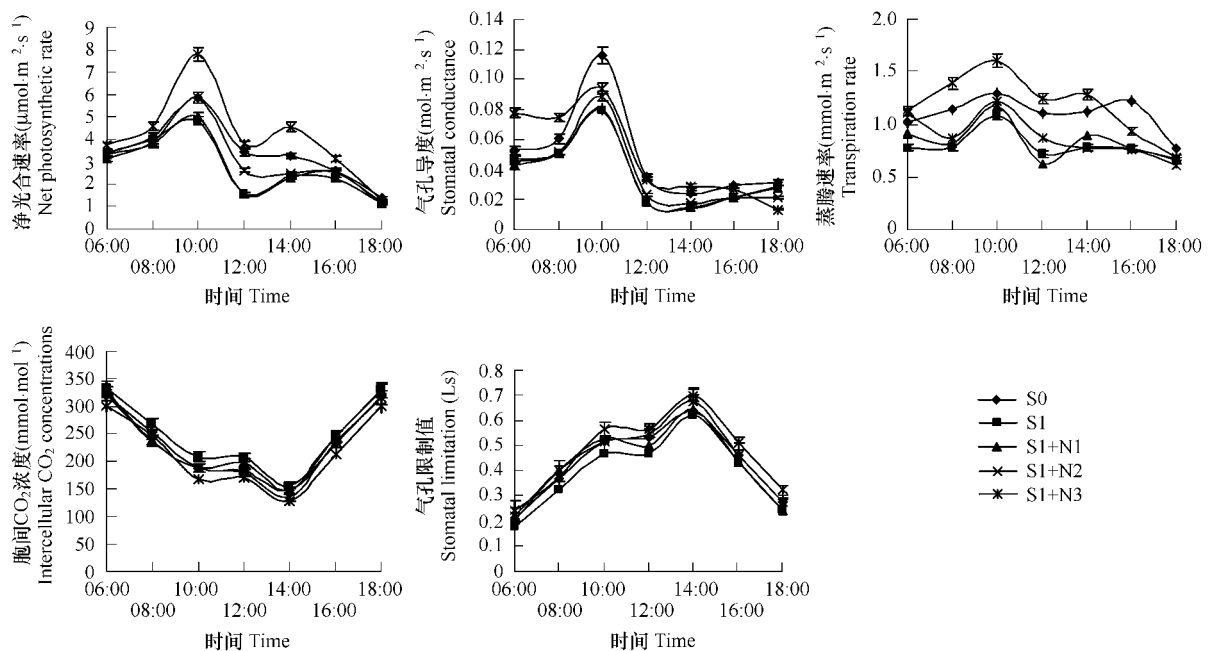 净光合速率(μmol·m ²·s ¹)
Net photosynthetic rate
9
8
7
6
5
4
3
2
1
0
06:00 10:00 14:00 18:00
08:00 12:00 16:00
时间 Time
气孔导度(mol·m ²·s ¹)
Stomatal conductance
0.14
0.12
0.10
0.08
0.06
0.04
0.02
0
06:00 10:00 14:00 18:00
08:00 12:00 16:00
时间 Time
蒸腾速率(mmol·m ²·s ¹)
Transpiration rate
2.0
1.5
1.0
0.5
0
06:00 10:00 14:00 18:00
08:00 12:00 16:00
时间 Time
胞间CO₂浓度(mmol·mol ¹)
Intercellular CO₂ concentrations
400
350
300
250
200
150
100
50
0
06:00 10:00 14:00 18:00
08:00 12:00 16:00
时间 Time
气孔限制值
Stomatal limitation (Ls)
0.8
0.7
0.6
0.5
0.4
0.3
0.2
0.1
0
06:00 10:00 14:00 18:00
08:00 12:00 16:00
时间 Time
S0
S1
S1+N1
S1+N2
S1+N3